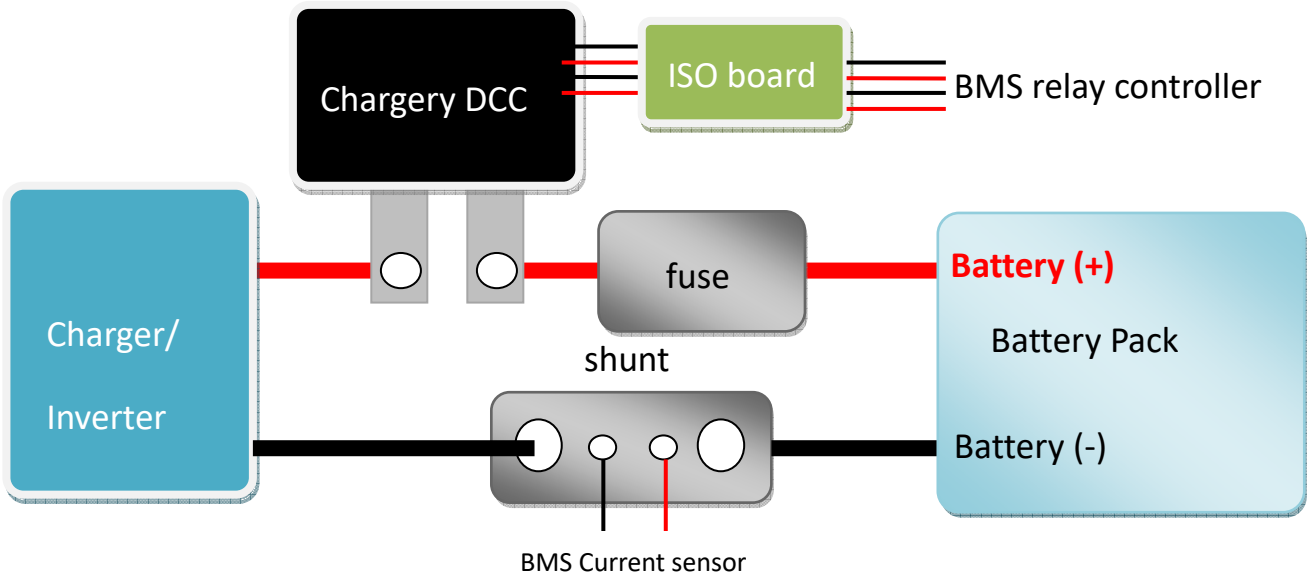 Chargery DCC
ISO board
BMS relay controller
Charger/
Inverter
fuse
Battery (+)
Battery Pack
shunt
Battery (-)
BMS Current sensor